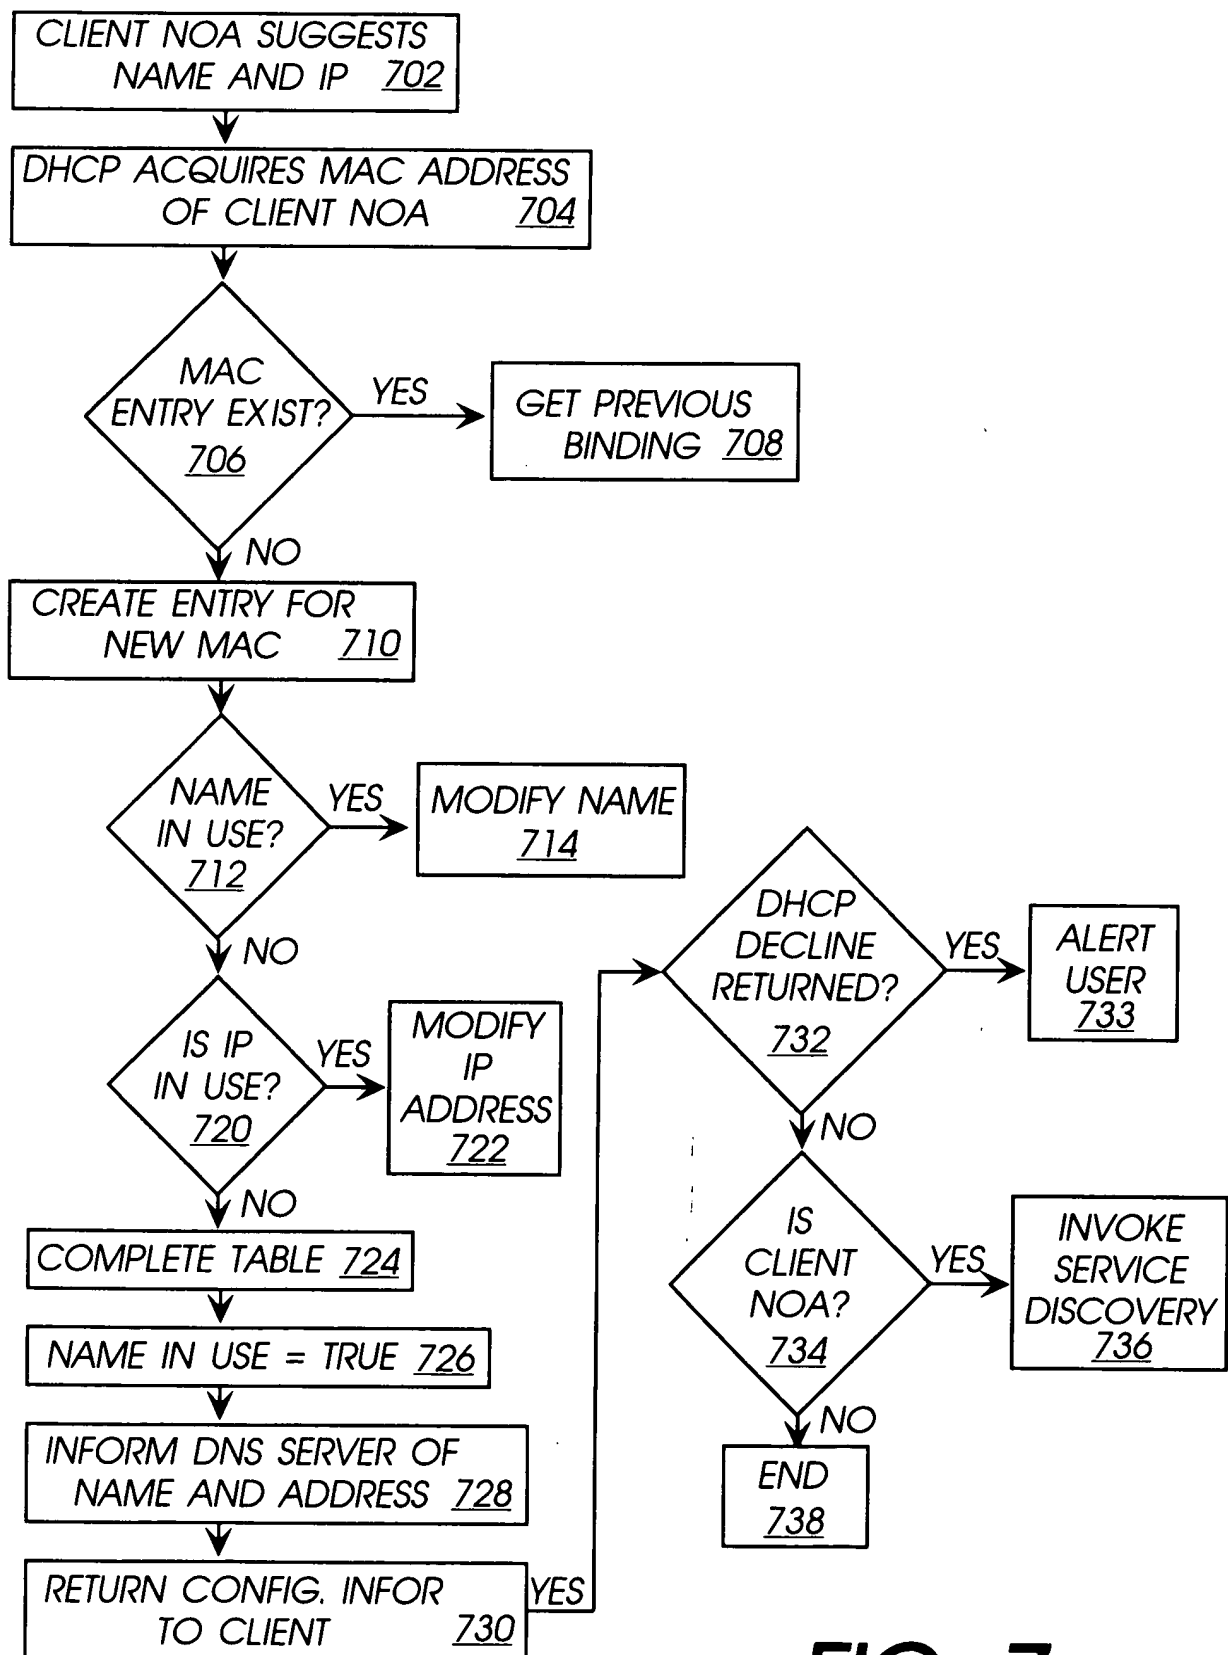 CLIENT NOA SUGGESTS
NAME AND IP 702
DHCP ACQUIRES MAC ADDRESS
OF CLIENT NOA 704
MAC
ENTRY EXIST?
706
YES
GET PREVIOUS
BINDING 708
NO
CREATE ENTRY FOR
NEW MAC 710
NAME
IN USE?
712
YES
MODIFY NAME
714
NO
IS IP
IN USE?
720
YES
MODIFY
IP
ADDRESS
722
NO
COMPLETE TABLE 724
NAME IN USE = TRUE 726
INFORM DNS SERVER OF
NAME AND ADDRESS 728
RETURN CONFIG. INFOR
TO CLIENT 730
YES
DHCP
DECLINE
RETURNED?
732
YES
ALERT
USER
733
NO
IS
CLIENT
NOA?
734
YES
INVOKE
SERVICE
DISCOVERY
736
NO
END
738
FIG. 7